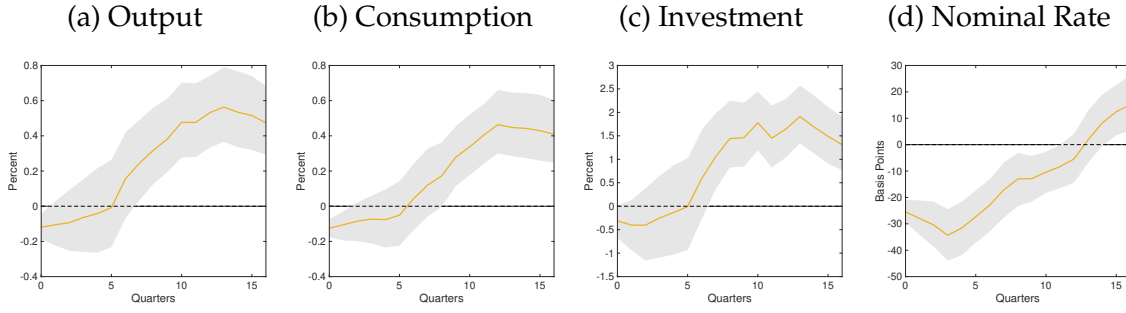 (a) Output
0.8
0.6
0.4
0.2
0
-0.2
-0.4
Percent
0 5 10 15
Quarters
(b) Consumption
0.8
0.6
0.4
0.2
0
-0.2
-0.4
Percent
0 5 10 15
Quarters
(c) Investment
3
2.5
2
1.5
1
0.5
0
-0.5
-1
-1.5
Percent
0 5 10 15
Quarters
(d) Nominal Rate
30
20
10
0
-10
-20
-30
-40
-50
Basis Points
0 5 10 15
Quarters